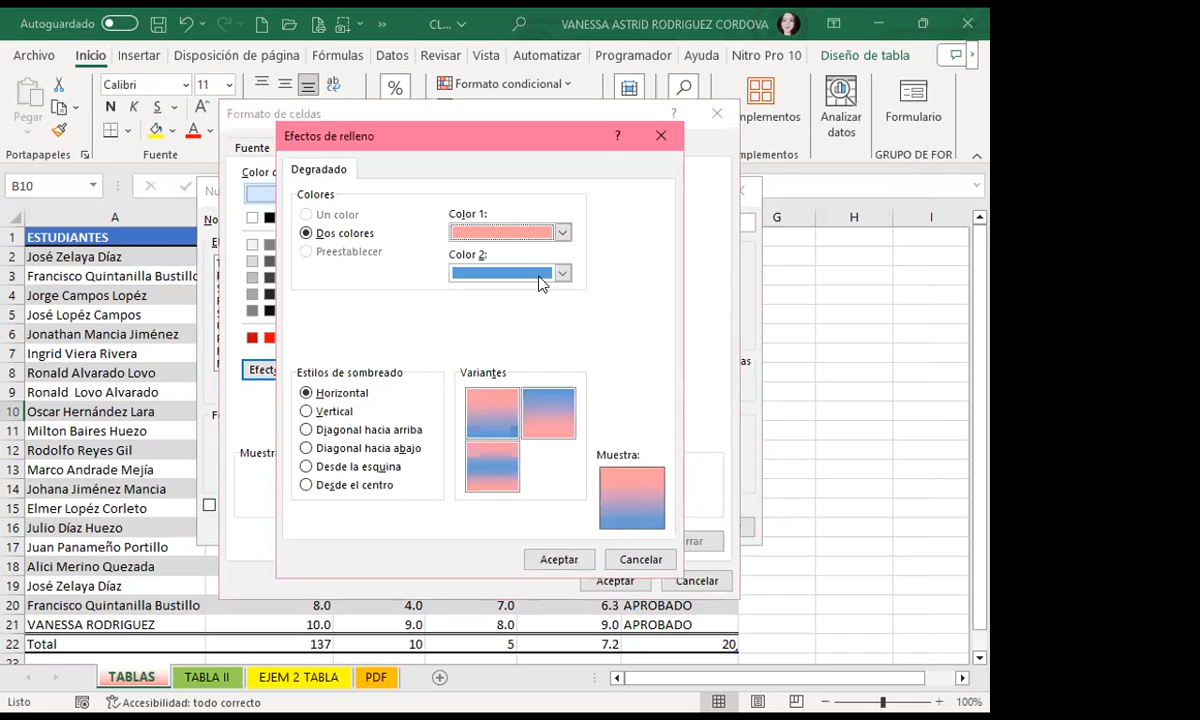 Autoguardado
CL...
VANESSA ASTRID RODRIGUEZ CORDOVA
Archivo Inicio Insertar Disposición de página Fórmulas Datos Revisar Vista Automatizar Programador Ayuda Nitro Pro 10 Diseño de tabla
Pegar
Calibri 11
N K S A
%
Formato condicional
mplementos
Analizar datos
Formulario
Portapapeles Fuente mplementos GRUPO DE FOR
B10
Formato de celdas ?
Fuente
Color d
Efect
Muestr
rrar
Aceptar Cancelar
Efectos de relleno ?
Degradado
Colores
Un color
Dos colores
Preestablecer
Color 1:
Color 2:
Estilos de sombreado
Horizontal
Vertical
Diagonal hacia arriba
Diagonal hacia abajo
Desde la esquina
Desde el centro
Variantes
Muestra:
Aceptar Cancelar
A G H I
1 ESTUDIANTES
2 José Zelaya Díaz
3 Francisco Quintanilla Bustillo
4 Jorge Campos Lopéz
5 José Lopéz Campos
6 Jonathan Mancia Jiménez
7 Ingrid Viera Rivera
8 Ronald Alvarado Lovo
9 Ronald Lovo Alvarado
10 Oscar Hernández Lara
11 Milton Baires Huezo
12 Rodolfo Reyes Gil
13 Marco Andrade Mejía
14 Johana Jiménez Mancia
15 Elmer Lopéz Corleto
16 Julio Díaz Huezo
17 Juan Panameño Portillo
18 Alici Merino Quezada
19 José Zelaya Díaz
20 Francisco Quintanilla Bustillo 8.0 4.0 7.0 6.3 APROBADO
21 VANESSA RODRIGUEZ 10.0 9.0 8.0 9.0 APROBADO
22 Total 137 10 5 7.2 20,
23
TABLAS TABLA II EJEM 2 TABLA PDF
Listo Accesibilidad: todo correcto 100%